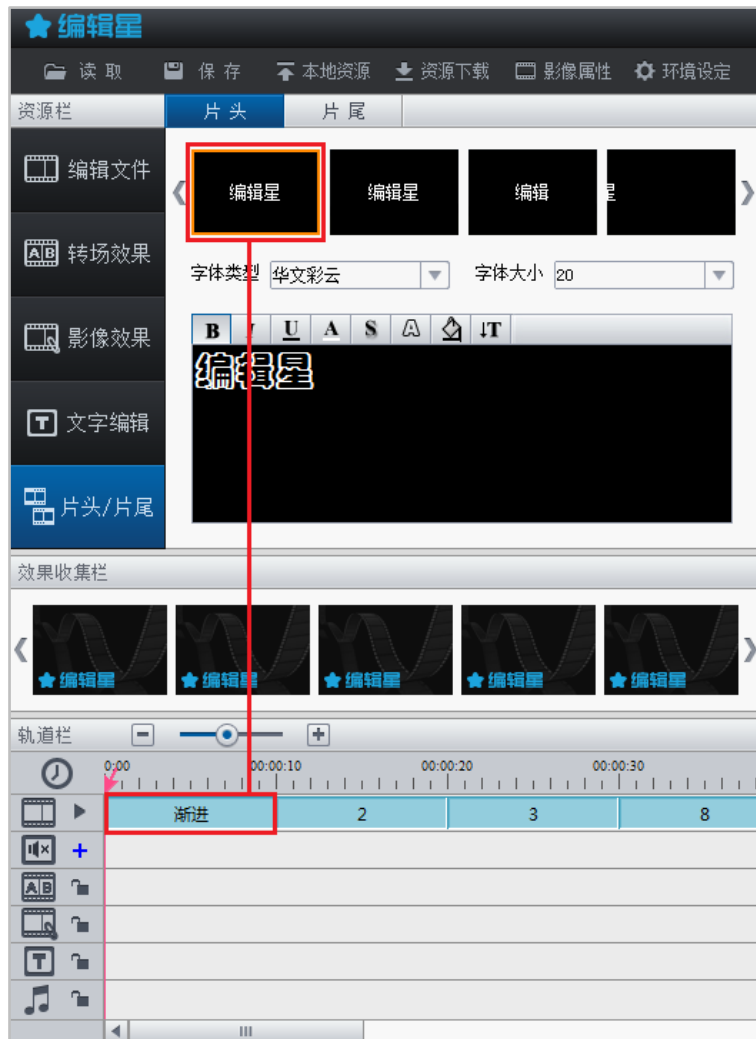 编辑星
读取 保存 本地资源 资源下载 影像属性 环境设定
资源栏 片头 片尾
编辑文件
编辑星 编辑星 编辑 星
转场效果
字体类型 华文彩云 字体大小 20
影像效果
B I U A S A T
编辑星
文字编辑
片头/片尾
效果收集栏
编辑星 编辑星 编辑星 编辑星 编辑星
轨道栏
0:00 00:00:10 00:00:20 00:00:30
渐进 2 3 8
AB
T